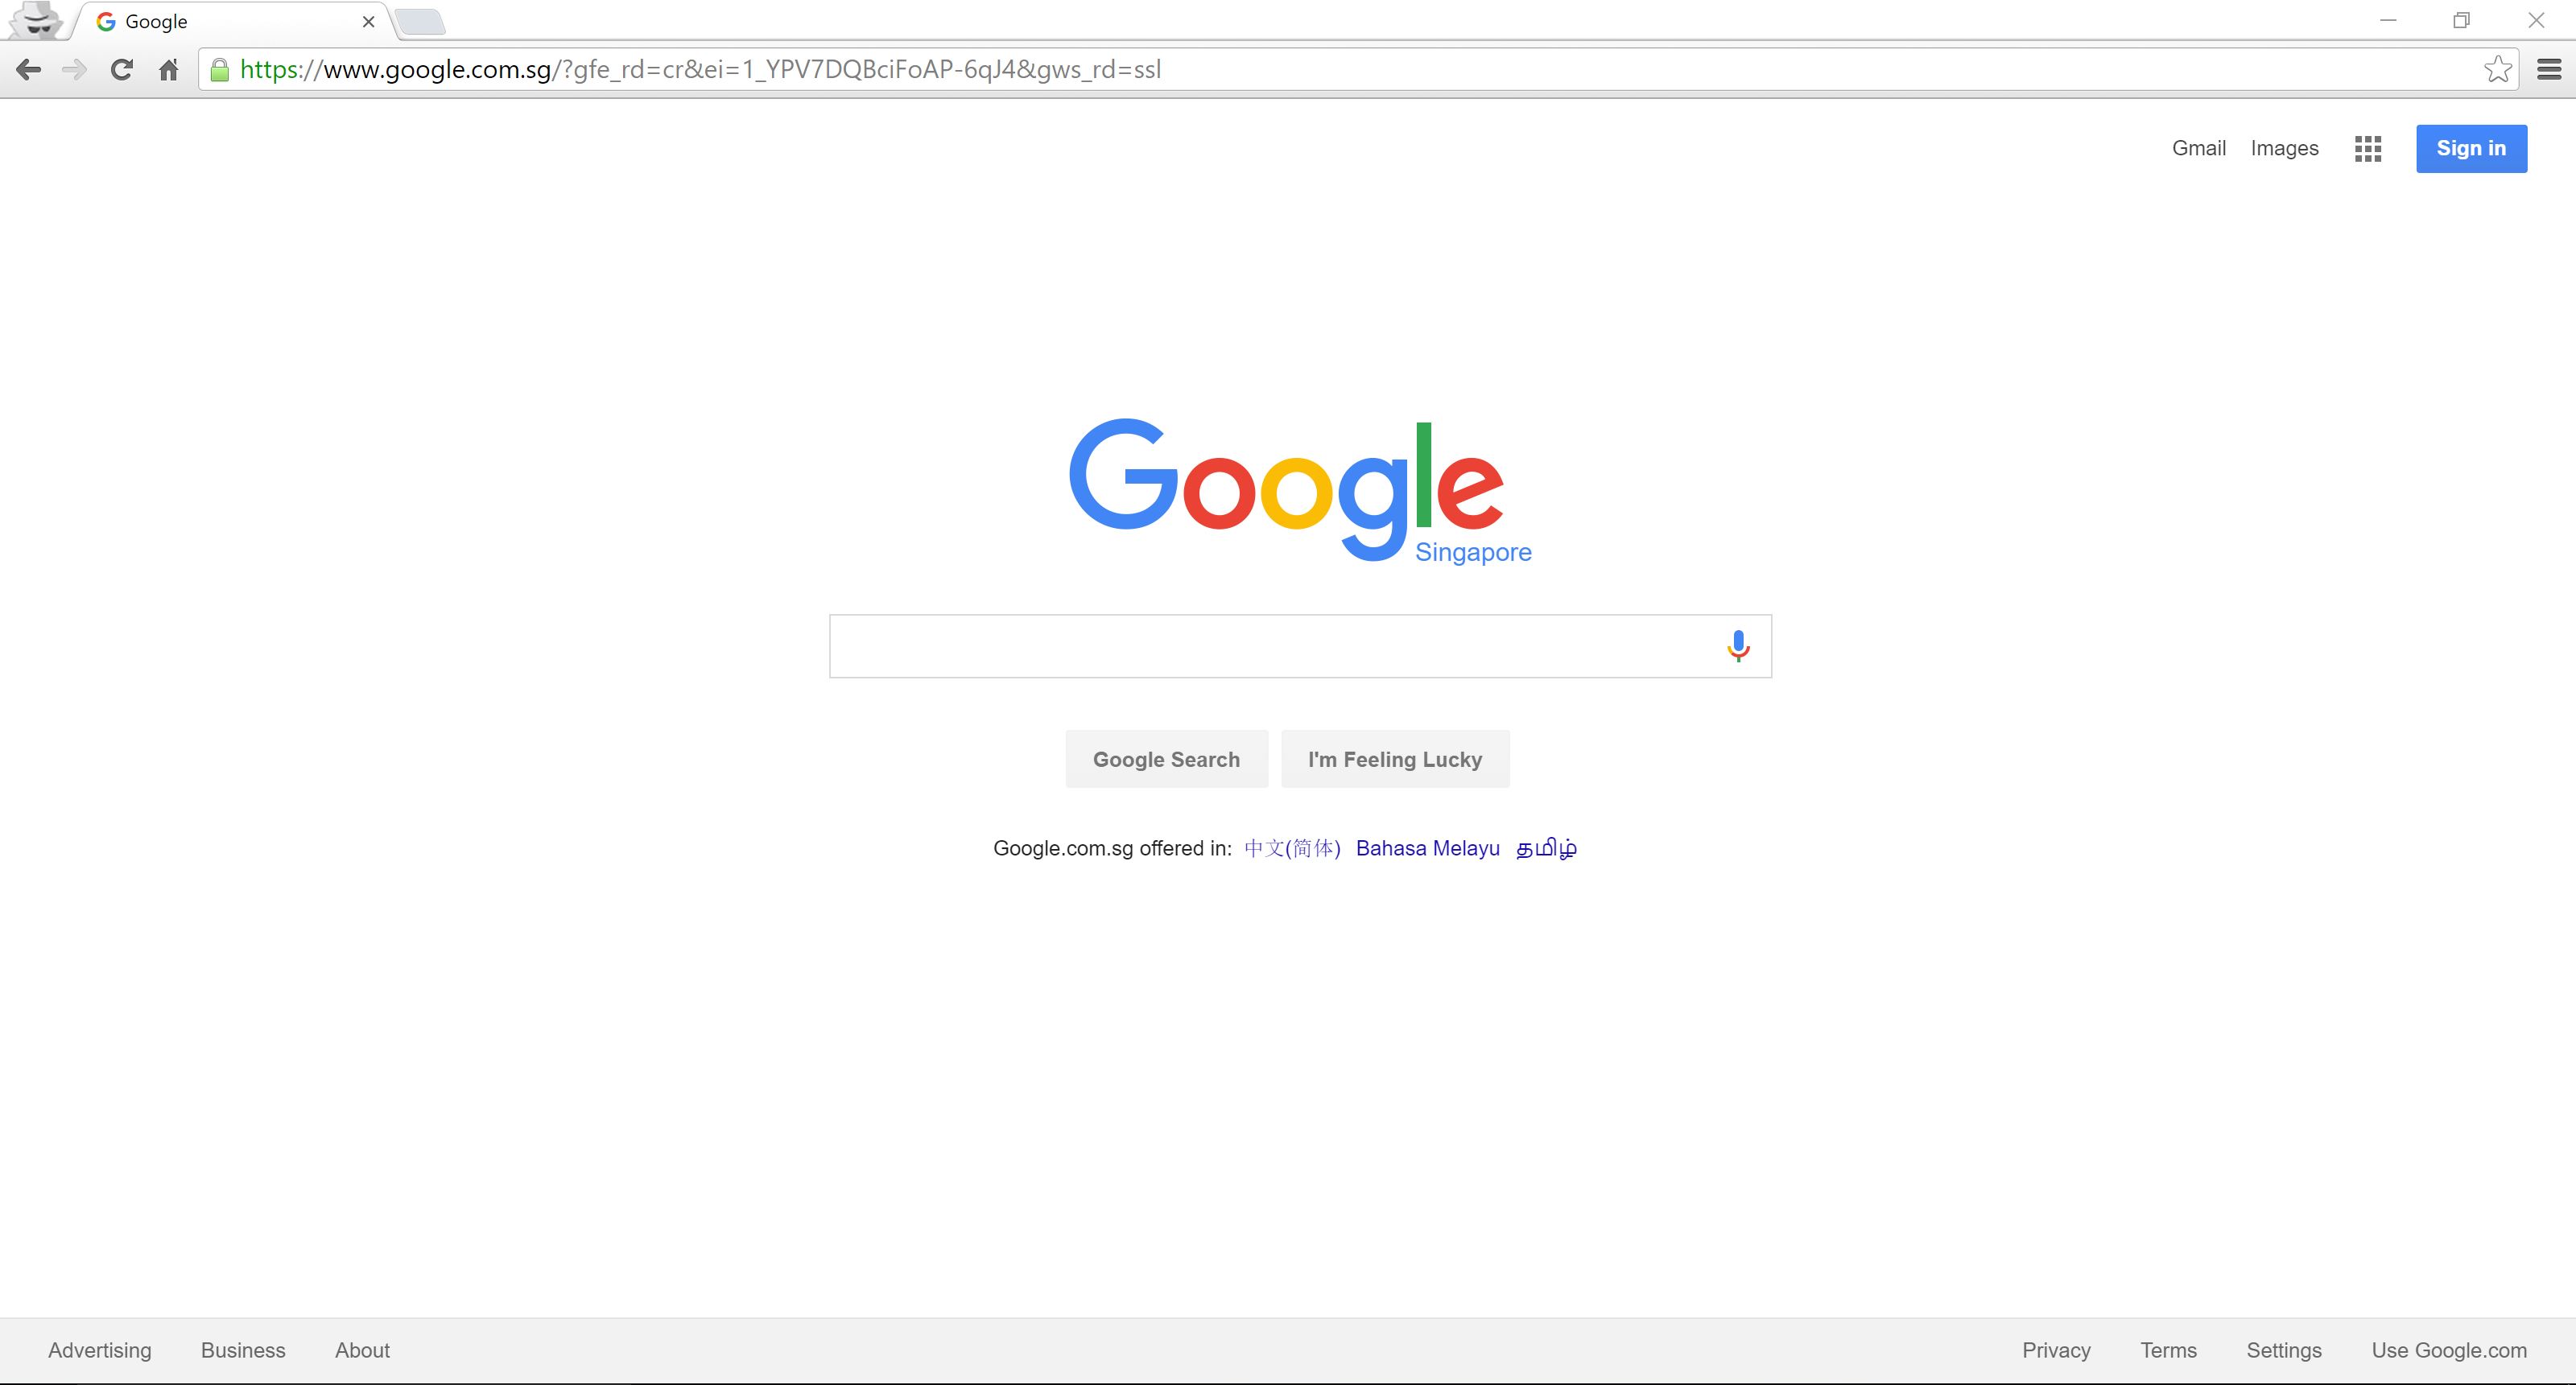 Google
https://www.google.com.sg/?gfe_rd=cr&ei=1_YPV7DQBciFoAP-6qJ4&gws_rd=ssl
Gmail Images Sign in
Google
Singapore
Google Search I'm Feeling Lucky
Google.com.sg offered in: 中文(简体) Bahasa Melayu தமிழ்
Advertising Business About Privacy Terms Settings Use Google.com